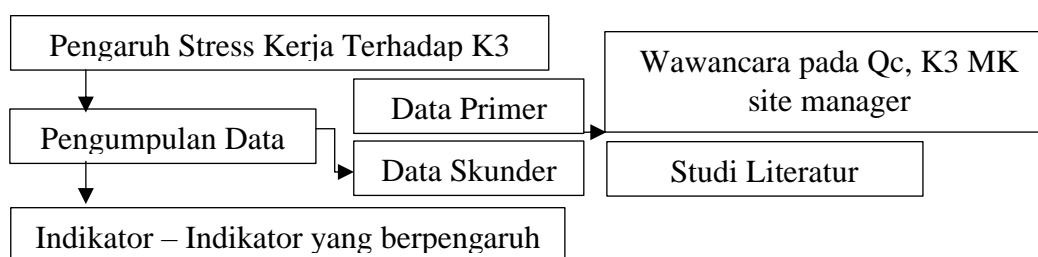 Pengaruh Stress Kerja Terhadap K3
Wawancara pada Qc, K3 MK
site manager
Data Primer
Pengumpulan Data
Data Skunder
Studi Literatur
Indikator – Indikator yang berpengaruh